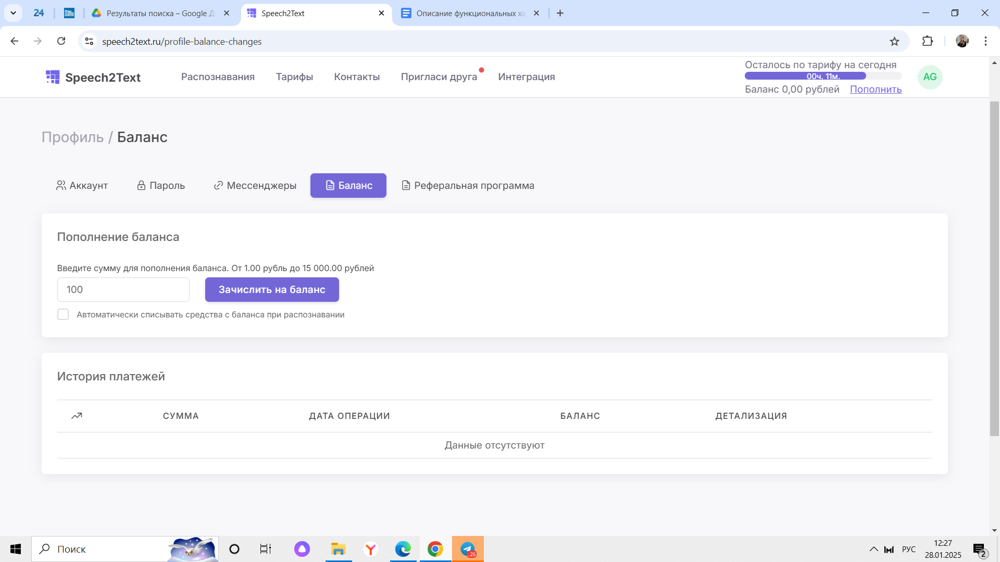 24
Результаты поиска – Google Д
Speech2Text
Описание функциональных ха
speech2text.ru/profile-balance-changes
Speech2Text
Распознавания
Тарифы
Контакты
Пригласи друга
Интеграция
Осталось по тарифу на сегодня
00ч. 11м.
Баланс 0,00 рублей Пополнить
AG
Профиль / Баланс
Аккаунт
Пароль
Мессенджеры
Баланс
Реферальная программа
Пополнение баланса
Введите сумму для пополнения баланса. От 1.00 рубль до 15 000.00 рублей
100
Зачислить на баланс
Автоматически списывать средства с баланса при распознавании
История платежей
СУММА
ДАТА ОПЕРАЦИИ
БАЛАНС
ДЕТАЛИЗАЦИЯ
Данные отсутствуют
Поиск
..26
РУС
12:27
28.01.2025
2